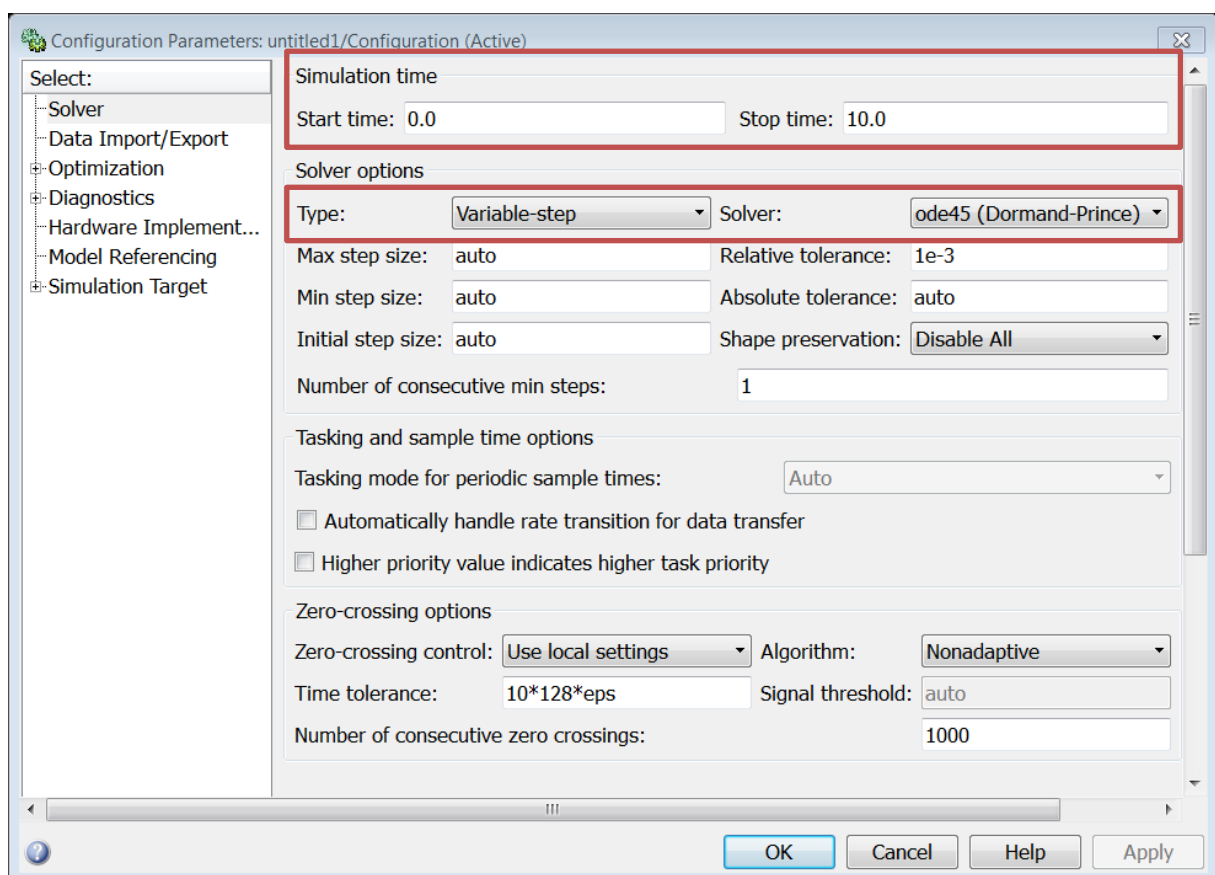 Configuration Parameters: untitled1/Configuration (Active)
Select:
Solver
Data Import/Export
Optimization
Diagnostics
Hardware Implement...
Model Referencing
Simulation Target
Simulation time
Start time: 0.0 Stop time: 10.0
Solver options
Type: Variable-step Solver: ode45 (Dormand-Prince)
Max step size: auto Relative tolerance: 1e-3
Min step size: auto Absolute tolerance: auto
Initial step size: auto Shape preservation: Disable All
Number of consecutive min steps: 1
Tasking and sample time options
Tasking mode for periodic sample times: Auto
Automatically handle rate transition for data transfer
Higher priority value indicates higher task priority
Zero-crossing options
Zero-crossing control: Use local settings Algorithm: Nonadaptive
Time tolerance: 10*128*eps Signal threshold: auto
Number of consecutive zero crossings: 1000
OK Cancel Help Apply